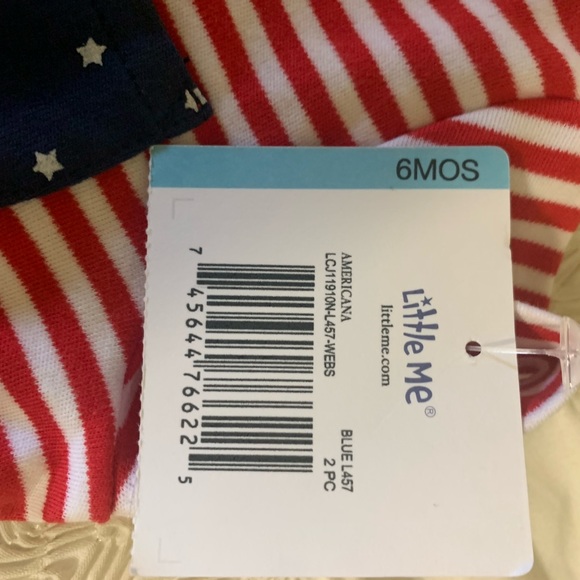 6MOS
Little Me®
littleme.com
AMERICANA
LCJ11910N-L457-WEBS
BLUE L457
2 PC
7 45644 76622 5